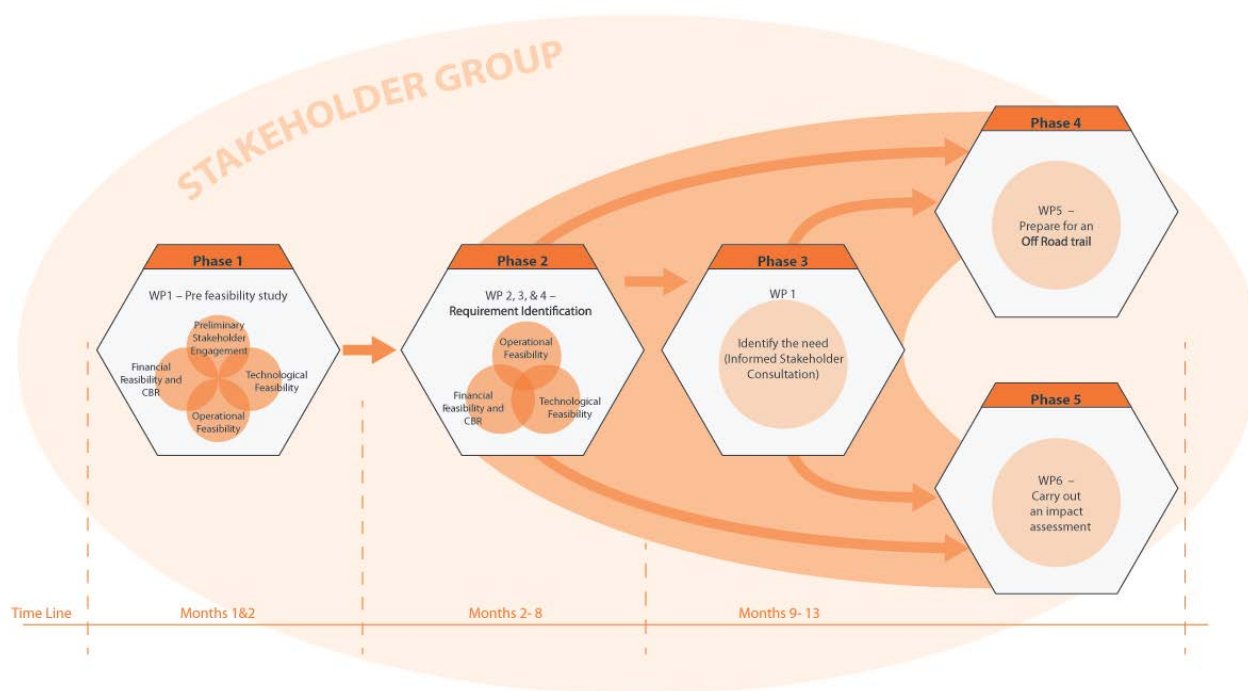 STAKEHOLDER GROUP
Phase 1
WP1 – Pre feasibility study
Preliminary
Stakeholder
Engagement
Financial
Feasibility and
CBR
Technological
Feasibility
Operational
Feasibility
Phase 2
WP 2, 3, & 4 –
Requirement Identification
Operational
Feasibility
Financial
Feasibility and
CBR
Technological
Feasibility
Phase 3
WP 1
Identify the need
(Informed Stakeholder
Consultation)
Phase 4
WP5 –
Prepare for an
Off Road trail
Phase 5
WP6 –
Carry out
an impact
assessment
Time Line
Months 1&2
Months 2- 8
Months 9- 13